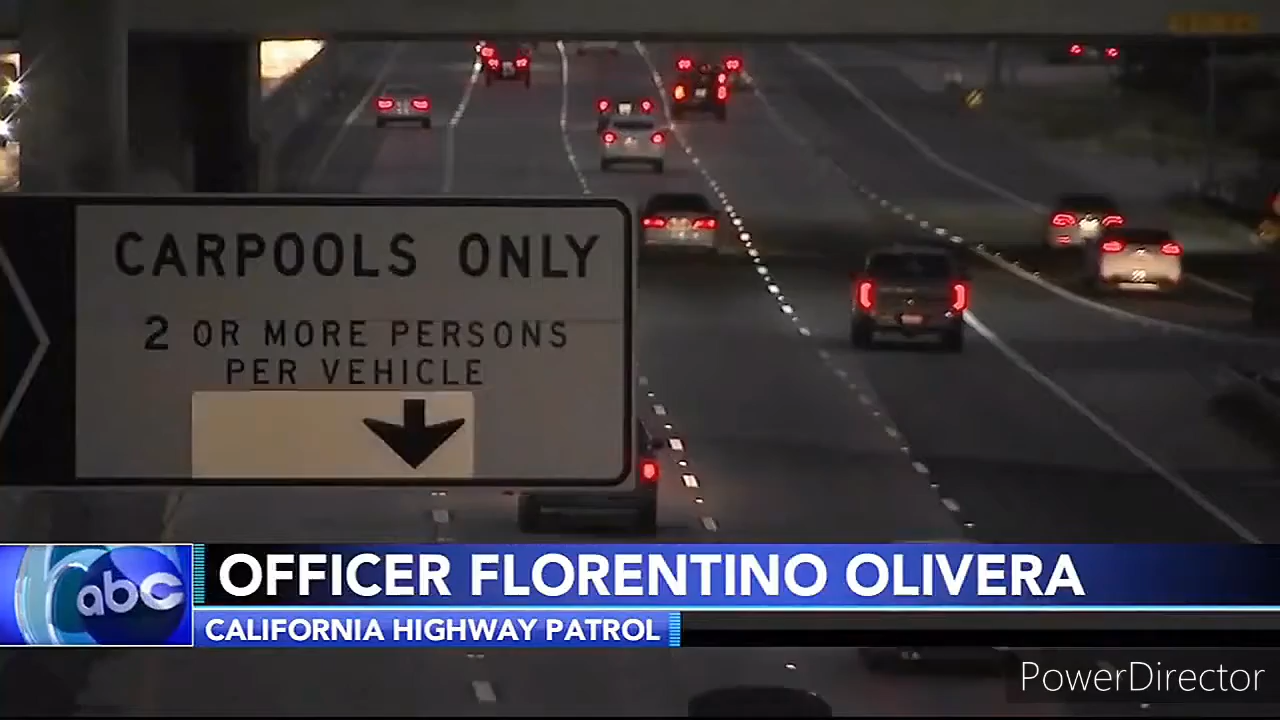 CARPOOLS ONLY
2 OR MORE PERSONS
PER VEHICLE
abc
OFFICER FLORENTINO OLIVERA
CALIFORNIA HIGHWAY PATROL
PowerDirector